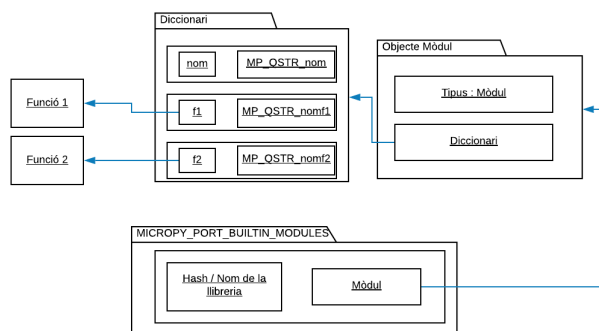 Diccionari
nom
MP_QSTR_nom
f1
MP_QSTR_nomf1
f2
MP_QSTR_nomf2
Funció 1
Funció 2
Objecte Mòdul
Tipus : Mòdul
Diccionari
MICROPY_PORT_BUILTIN_MODULES
Hash / Nom de la
llibreria
Mòdul